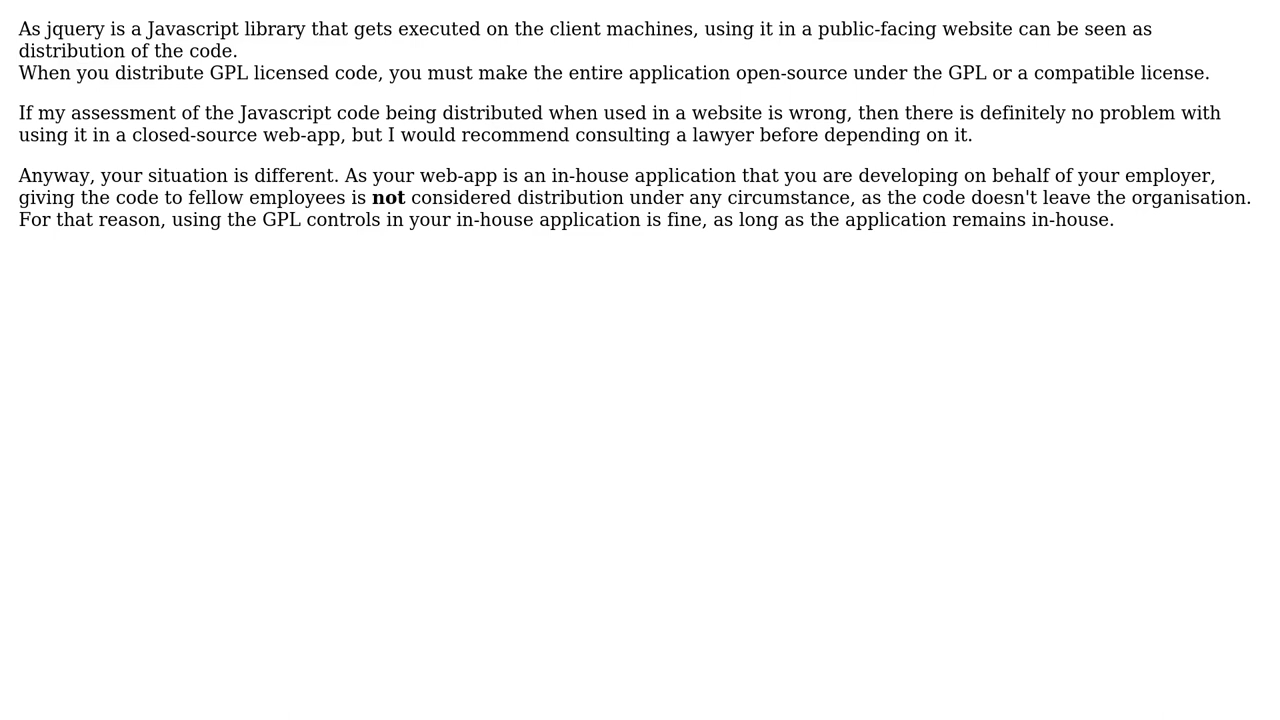 As jquery is a Javascript library that gets executed on the client machines, using it in a public-facing website can be seen as
distribution of the code.
When you distribute GPL licensed code, you must make the entire application open-source under the GPL or a compatible license.
If my assessment of the Javascript code being distributed when used in a website is wrong, then there is definitely no problem with
using it in a closed-source web-app, but I would recommend consulting a lawyer before depending on it.
Anyway, your situation is different. As your web-app is an in-house application that you are developing on behalf of your employer,
giving the code to fellow employees is not considered distribution under any circumstance, as the code doesn't leave the organisation.
For that reason, using the GPL controls in your in-house application is fine, as long as the application remains in-house.